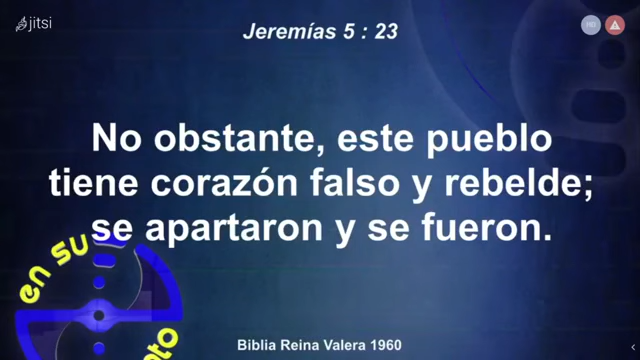 jitsi
Jeremías 5 : 23
HD
No obstante, este pueblo
tiene corazón falso y rebelde;
se apartaron y se fueron.
en su
Biblia Reina Valera 1960